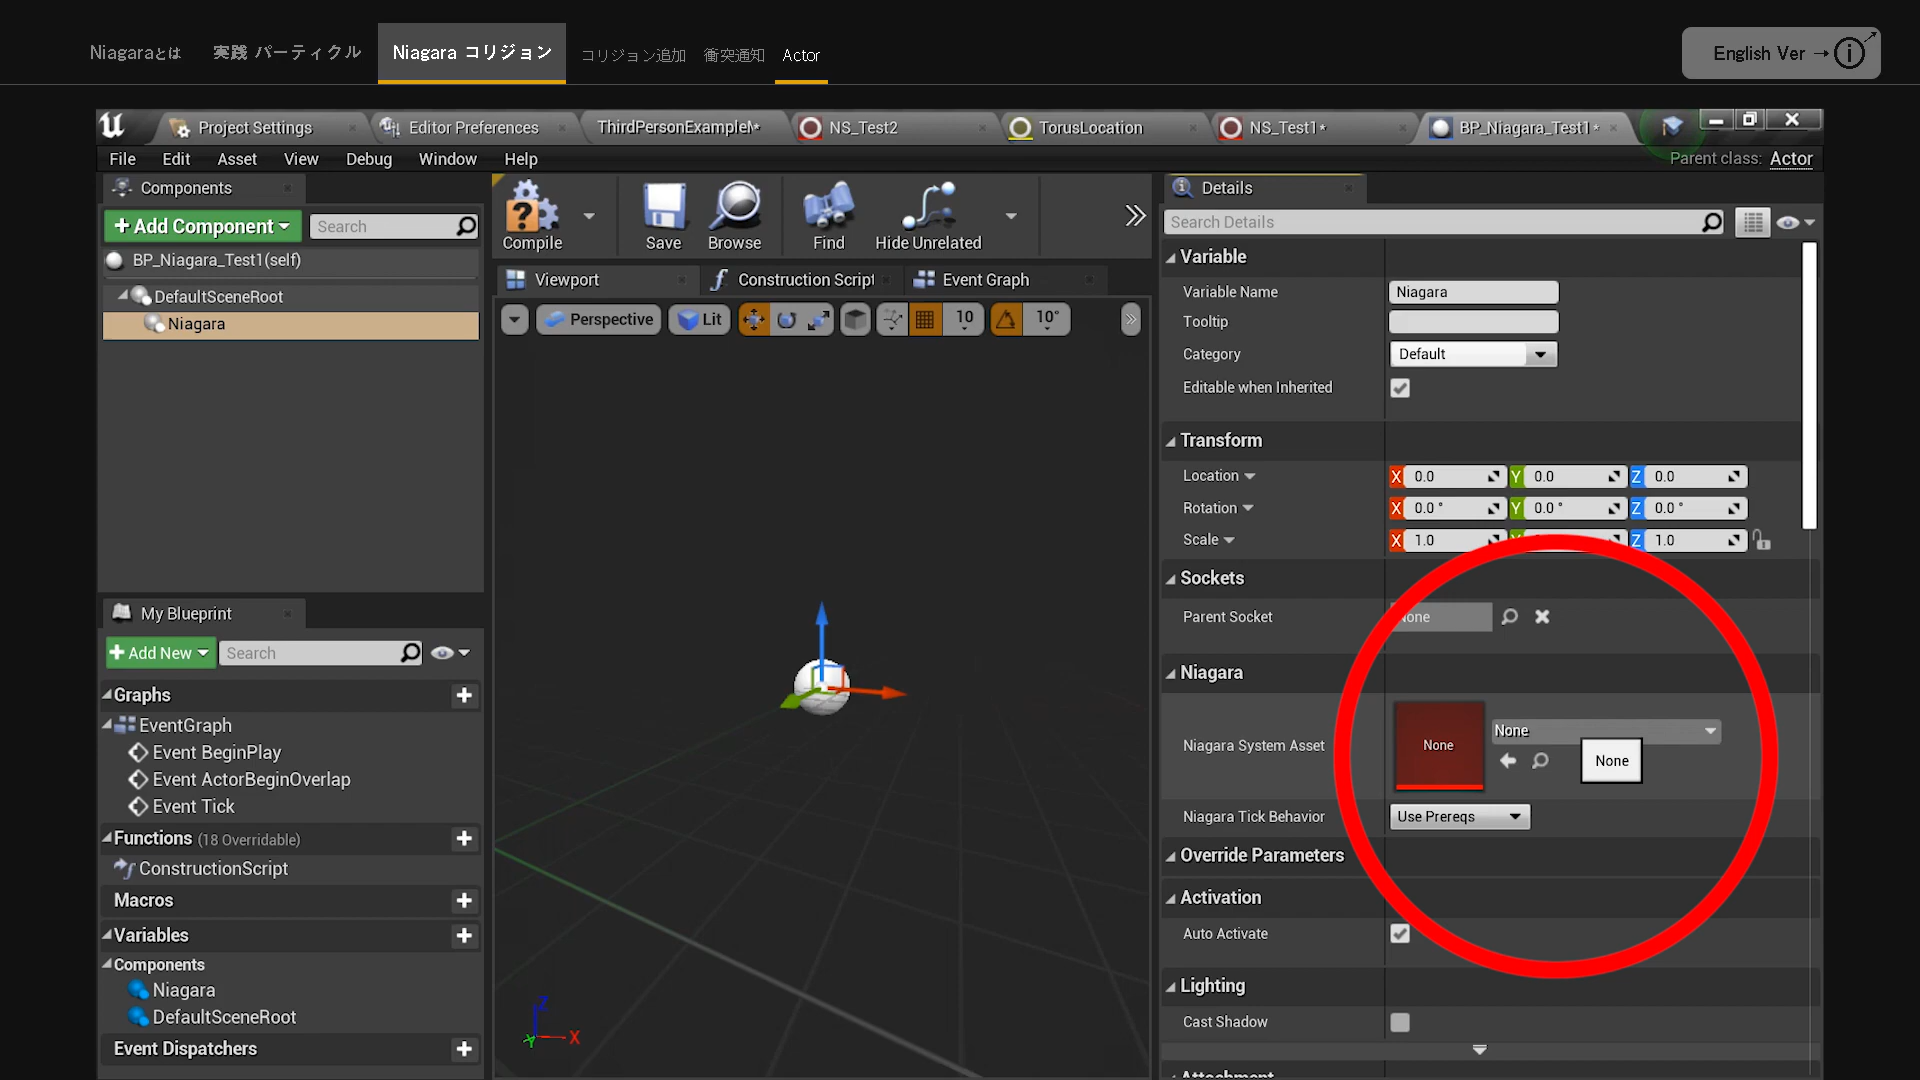 Niagaraとは
実践 パーティクル
Niagara コリジョン
コリジョン追加
衝突通知
Actor
English Ver →
Project Settings
Editor Preferences
ThirdPersonExampleM*
NS_Test2
TorusLocation
NS_Test1*
BP_Niagara_Test1*
File Edit Asset View Debug Window Help
Parent class: Actor
Components
Add Component
Search
BP_Niagara_Test1(self)
DefaultSceneRoot
Niagara
Compile
Save
Browse
Find
Hide Unrelated
Viewport
Construction Script
Event Graph
Perspective
Lit
10
10°
Z
X
Y
My Blueprint
Add New
Search
Graphs
EventGraph
Event BeginPlay
Event ActorBeginOverlap
Event Tick
Functions (18 Overridable)
ConstructionScript
Macros
Variables
Components
Niagara
DefaultSceneRoot
Event Dispatchers
Details
Search Details
Variable
Variable Name Niagara
Tooltip
Category Default
Editable when Inherited
Transform
Location X 0.0 Y 0.0 Z 0.0
Rotation X 0.0 ° Y 0.0 ° Z 0.0 °
Scale X 1.0 Y Z 1.0
Sockets
Parent Socket None
Niagara
Niagara System Asset None None
None
Niagara Tick Behavior Use Prereqs
Override Parameters
Activation
Auto Activate
Lighting
Cast Shadow
Attachment